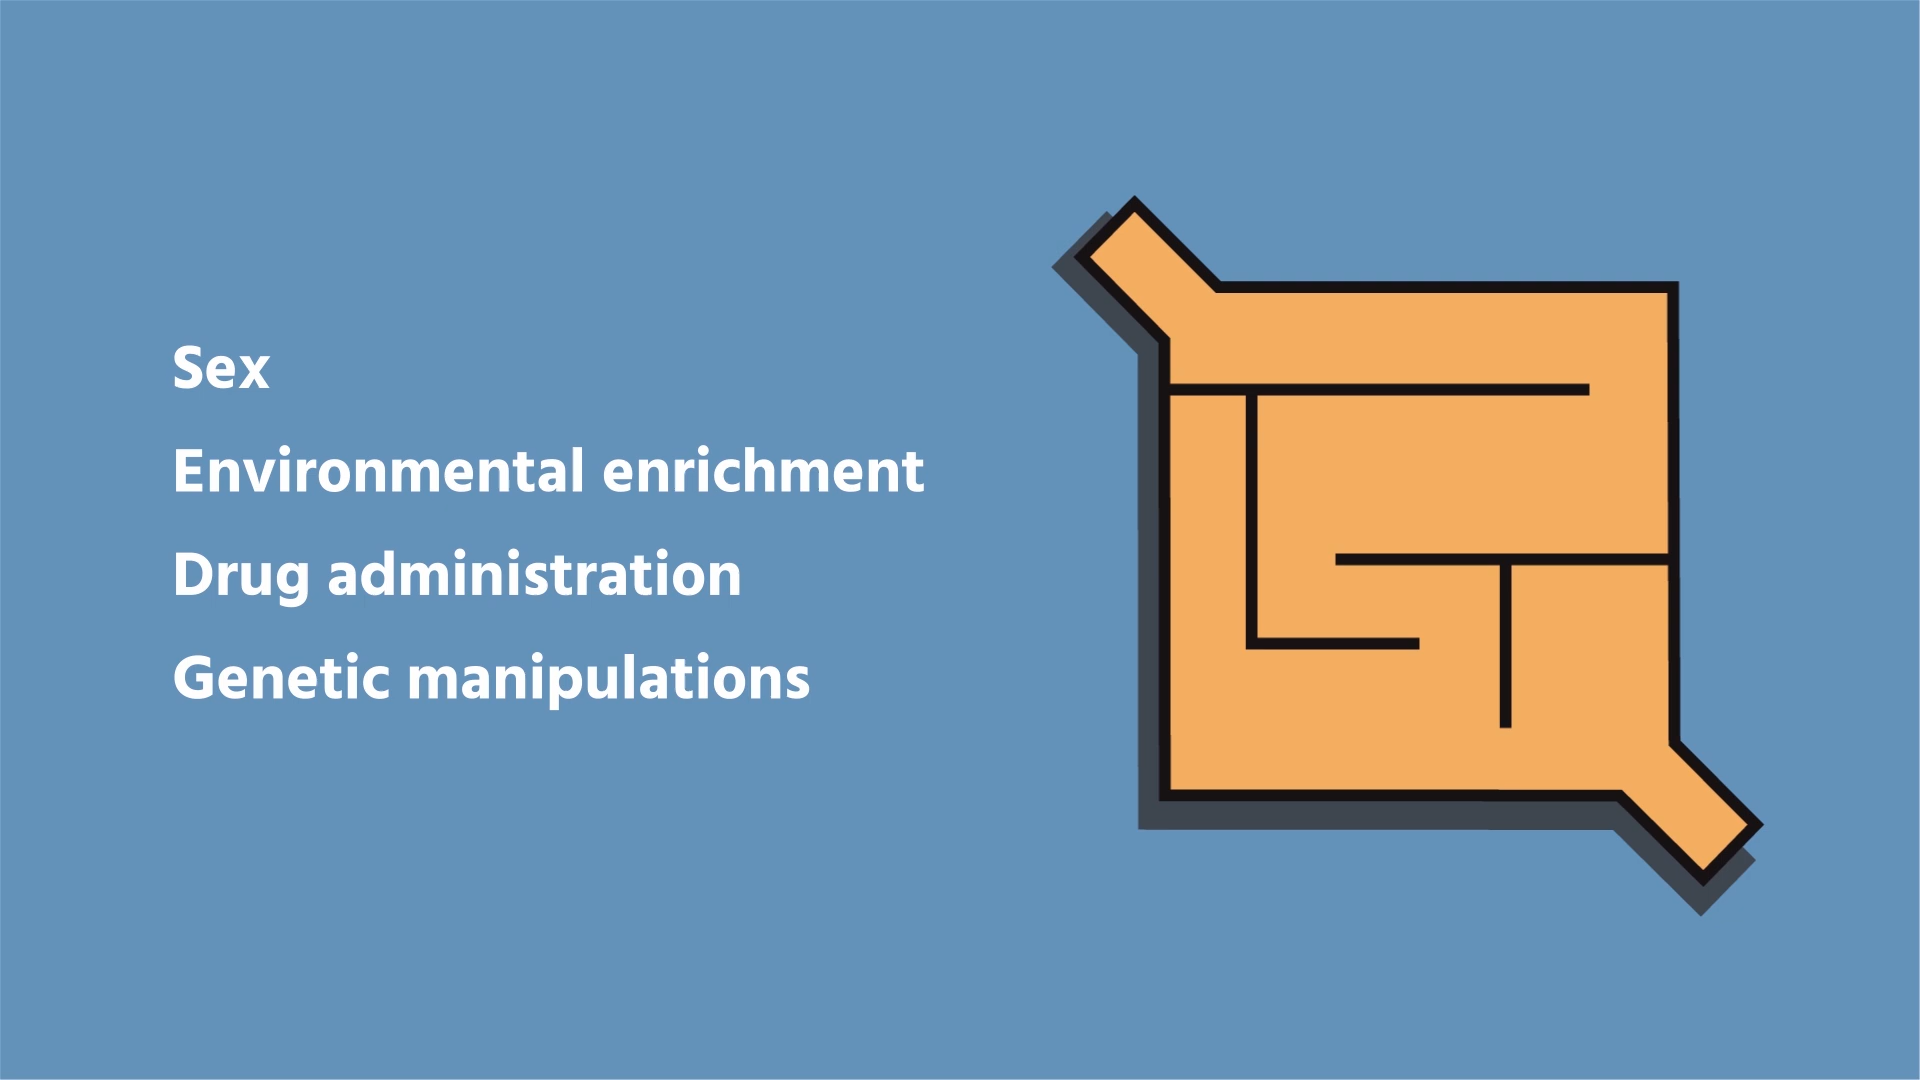 Sex
Environmental enrichment
Drug administration
Genetic manipulations